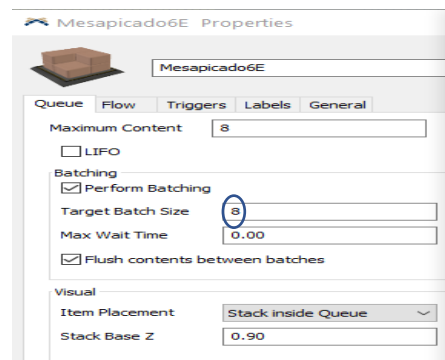 Mesapicado6E Properties
Mesapicado6E
Queue Flow Triggers Labels General
Maximum Content 8
LIFO
Batching
Perform Batching
Target Batch Size 8
Max Wait Time 0.00
Flush contents between batches
Visual
Item Placement Stack inside Queue
Stack Base Z 0.90